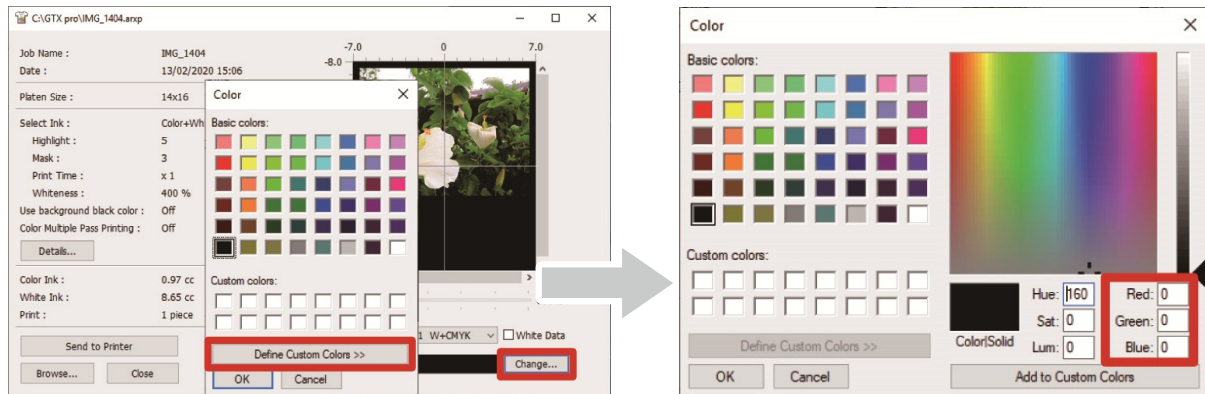 C:\GTX pro\IMG_1404.arxp
Job Name : IMG_1404
Date : 13/02/2020 15:06
Platen Size : 14x16
Select Ink : Color+Wh
Highlight : 5
Mask : 3
Print Time : x 1
Whiteness : 400 %
Use background black color : Off
Color Multiple Pass Printing : Off
Details...
Color Ink : 0.97 cc
White Ink : 8.65 cc
Print : 1 piece
Send to Printer
Browse... Close
-7.0 0 7.0
-8.0
Color
Basic colors:
Custom colors:
Define Custom Colors >>
OK Cancel
1 W+CMYK White Data
Change...
Color
Basic colors:
Custom colors:
Define Custom Colors >>
OK Cancel
Color|Solid
Hue: 160 Red: 0
Sat: 0 Green: 0
Lum: 0 Blue: 0
Add to Custom Colors